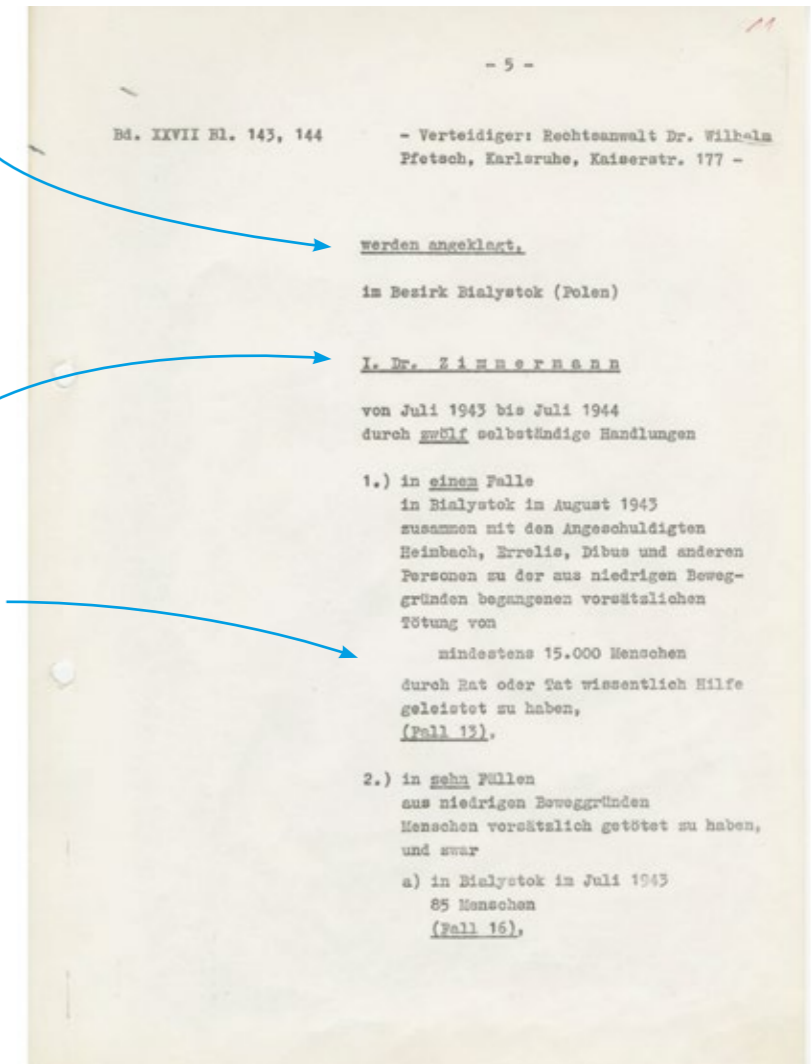 11
- 5 -
Bd. XXVII Bl. 143, 144
- Verteidiger: Rechtsanwalt Dr. Wilhelm
Pfetsch, Karlsruhe, Kaiserstr. 177 -
werden angeklagt,
im Bezirk Bialystok (Polen)
I. Dr. Z i m m e r m a n n
von Juli 1943 bis Juli 1944
durch zwölf selbständige Handlungen
1.) in einem Falle
in Bialystok im August 1943
zusammen mit den Angeschuldigten
Heimbach, Errelis, Dibus und anderen
Personen zu der aus niedrigen Beweg-
gründen begangenen vorsätzlichen
Tötung von
mindestens 15.000 Menschen
durch Rat oder Tat wissentlich Hilfe
geleistet zu haben,
(Fall 13),
2.) in zehn Fällen
aus niedrigen Beweggründen
Menschen vorsätzlich getötet zu haben,
und zwar
a) in Bialystok im Juli 1943
85 Menschen
(Fall 16),